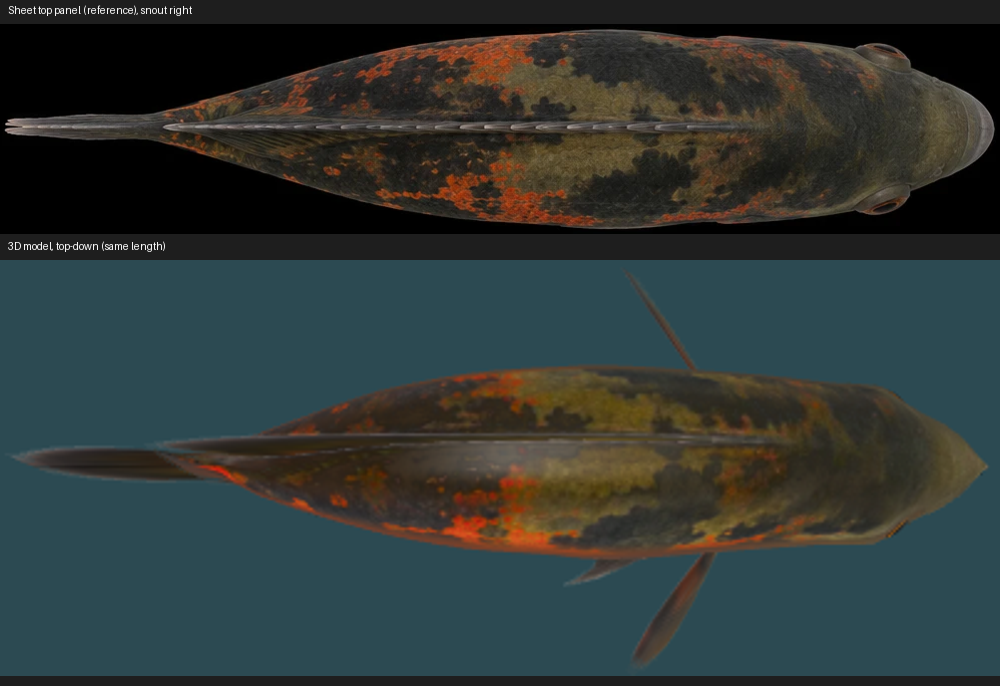 Sheet top panel (reference), snout right
3D model, top-down (same length)